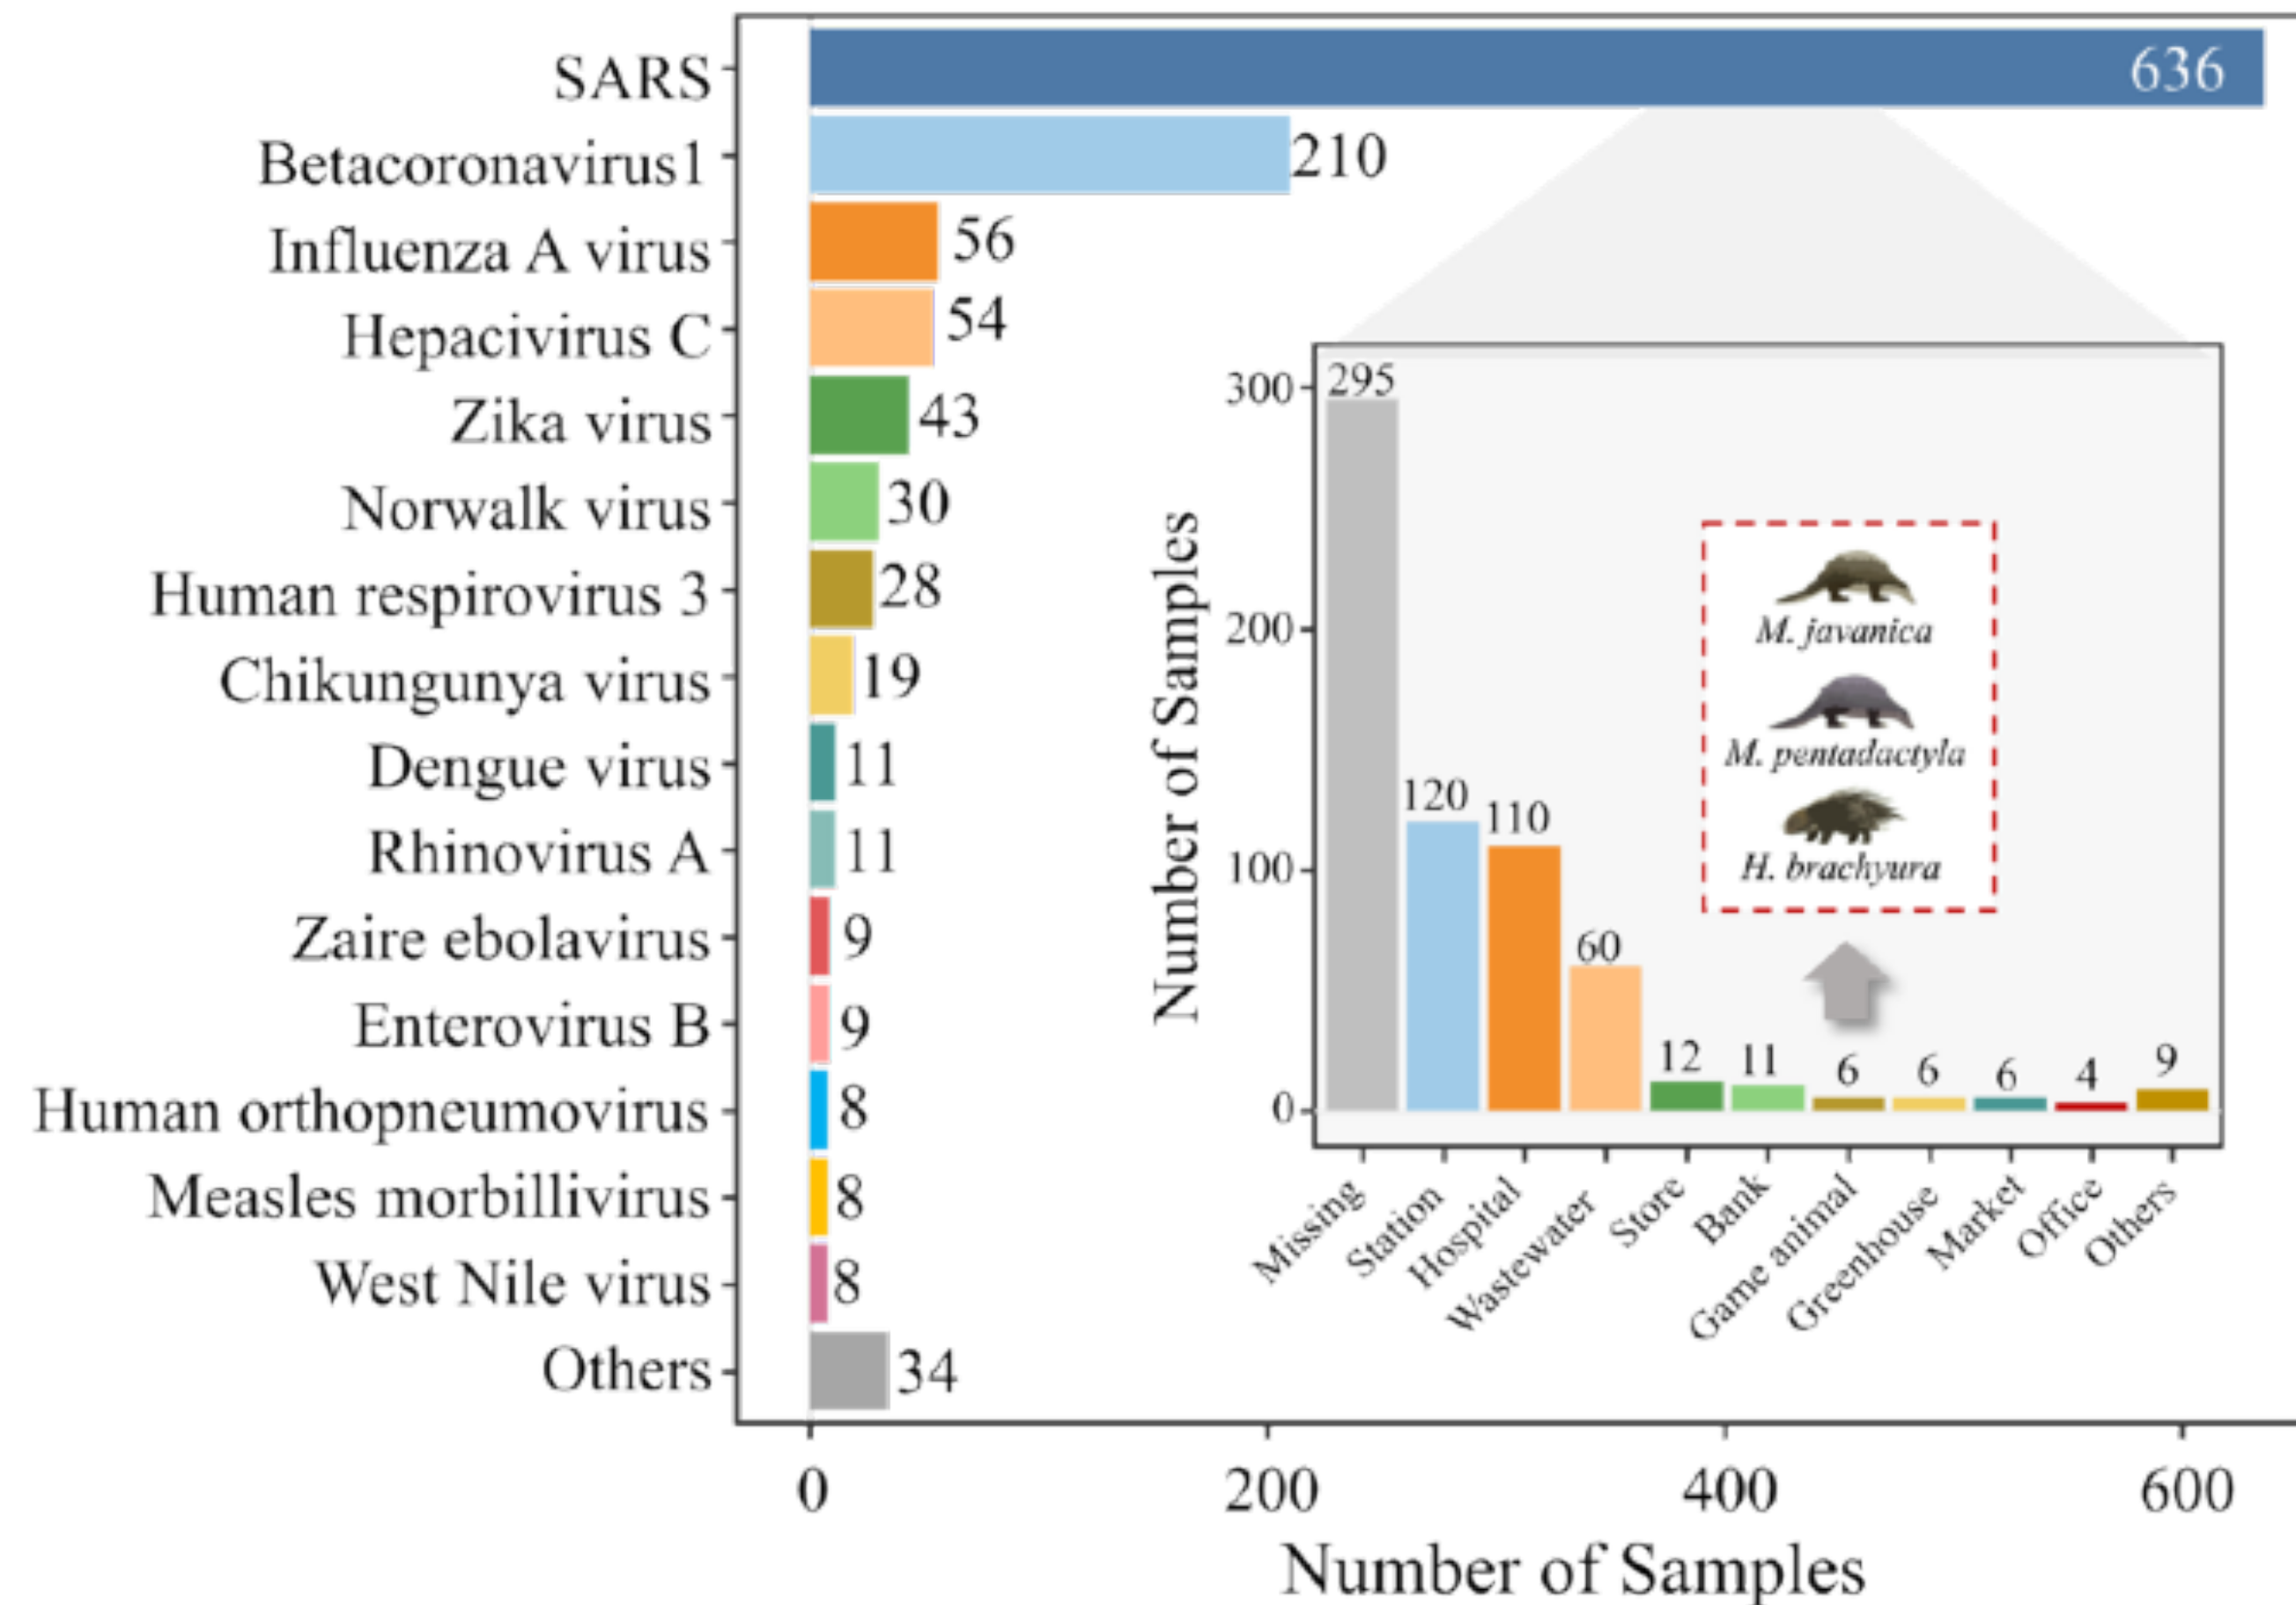 SARS 636
Betacoronavirus1 210
Influenza A virus 56
Hepacivirus C 54
Zika virus 43
Norwalk virus 30
Human respirovirus 3 28
Chikungunya virus 19
Dengue virus 11
Rhinovirus A 11
Zaire ebolavirus 9
Enterovirus B 9
Human orthopneumovirus 8
Measles morbillivirus 8
West Nile virus 8
Others 34
0 200 400 600
Number of Samples
Number of Samples
300
200
100
0
295 120 110 60 12 11 6 6 6 4 9
M. javanica
M. pentadactyla
H. brachyura
Missing Station Hospital Wastewater Store Bank Game animal Greenhouse Market Office Others